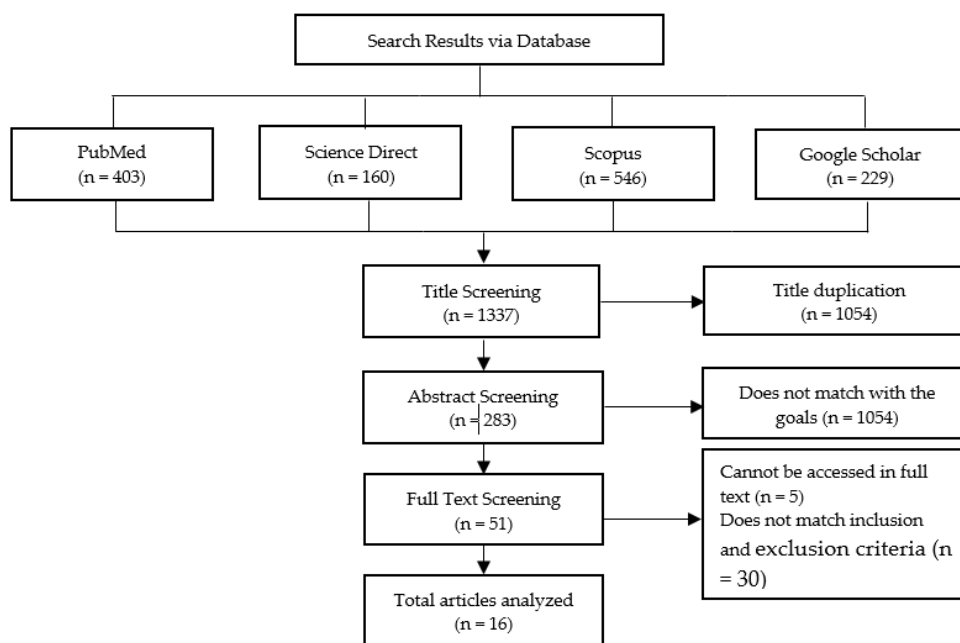 Search Results via Database
PubMed
(n = 403)
Science Direct
(n = 160)
Scopus
(n = 546)
Google Scholar
(n = 229)
Title Screening
(n = 1337)
Title duplication
(n = 1054)
Abstract Screening
(n = 283)
Does not match with the
goals (n = 1054)
Full Text Screening
(n = 51)
Cannot be accessed in full
text (n = 5)
Does not match inclusion
and exclusion criteria (n
= 30)
Total articles analyzed
(n = 16)